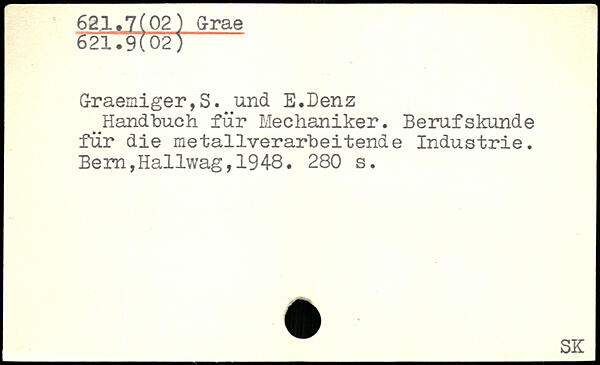 621.7(02) Grae
621.9(02)
Graemiger,S. und E.Denz
Handbuch für Mechaniker. Berufskunde
für die metallverarbeitende Industrie.
Bern,Hallwag,1948. 280 s.
SK